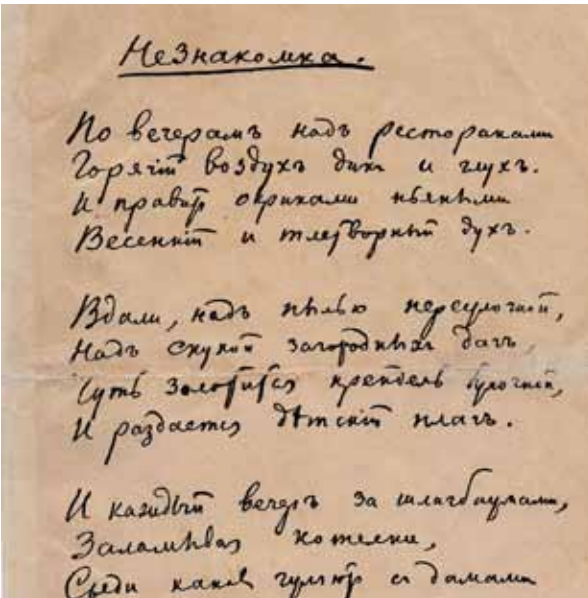 Незнакомка.
По вечерамъ надъ ресторанами
Горячій воздухъ дикъ и глухъ.
И правитъ окриками пьяными
Весенній и тлетворный духъ.
Вдали, надъ пылью переулочной,
Надъ скукой загородныхъ дачъ,
Чуть золотится крендель булочной,
И раздается дѣтскій плачъ.
И каждый вечеръ за шлагбаумами,
Заламывая котелки,
Среди канавъ гуляютъ съ дамами